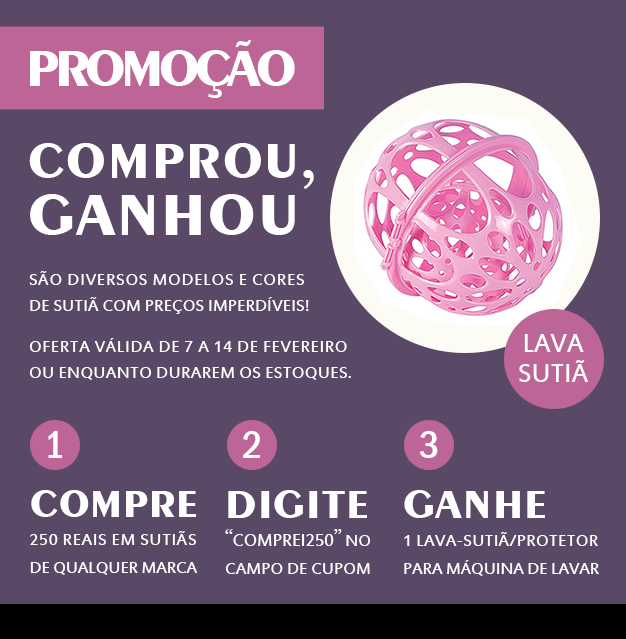 PROMOÇÃO
COMPROU,
GANHOU
SÃO DIVERSOS MODELOS E CORES
DE SUTIÃ COM PREÇOS IMPERDÍVEIS!
OFERTA VÁLIDA DE 7 A 14 DE FEVEREIRO
OU ENQUANTO DURAREM OS ESTOQUES.
LAVA
SUTIÃ
1
COMPRE
250 REAIS EM SUTIÃS
DE QUALQUER MARCA
2
DIGITE
“COMPREI250” NO
CAMPO DE CUPOM
3
GANHE
1 LAVA-SUTIÃ/PROTETOR
PARA MÁQUINA DE LAVAR